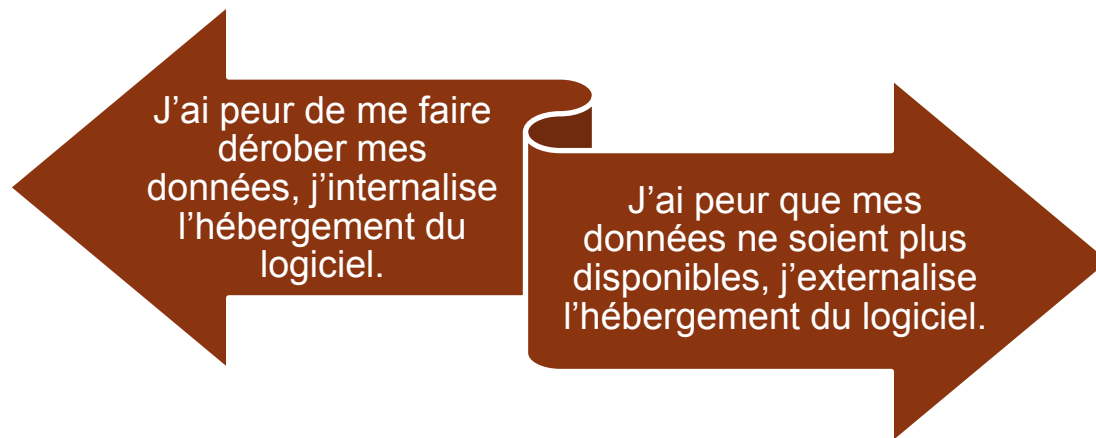 J’ai peur de me faire
dérober mes
données, j’internalise
l’hébergement du
logiciel.
J’ai peur que mes
données ne soient plus
disponibles, j’externalise
l’hébergement du logiciel.